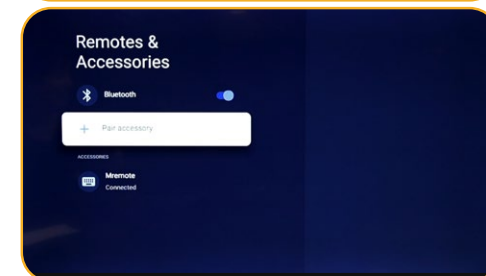 Remotes &
Accessories
Bluetooth
Pair accessory
ACCESSORIES
Mremote
Connected